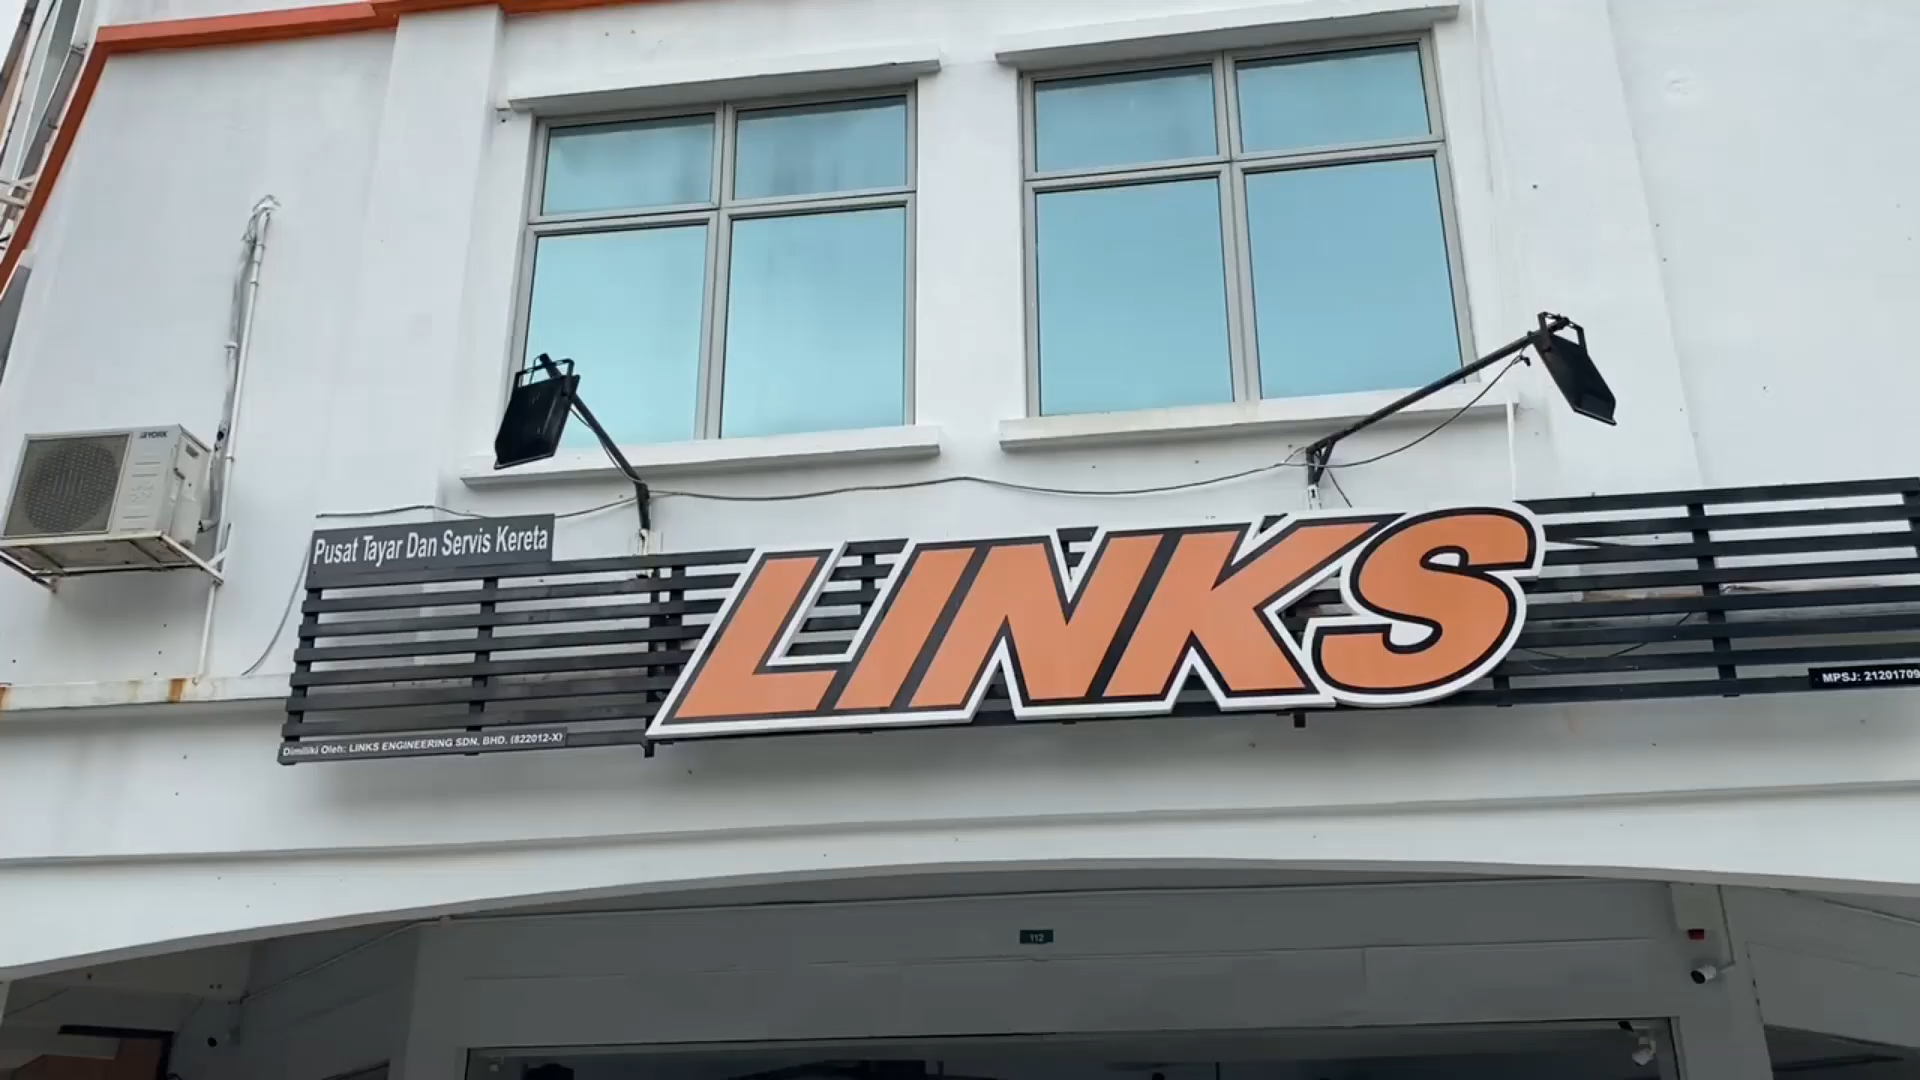 YORK
Pusat Tayar Dan Servis Kereta
LINKS
MPSJ: 21201709
Dimiliki Oleh: LINKS ENGINEERING SDN. BHD. (822012-X)
112